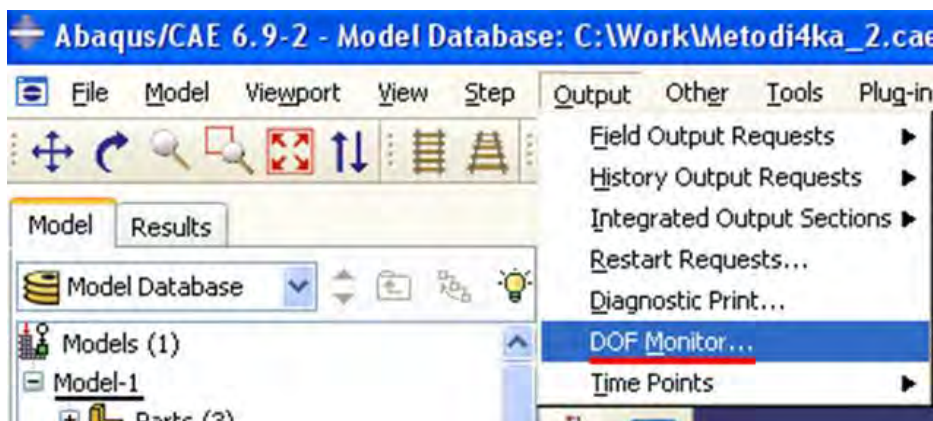 Abaqus/CAE 6.9-2 - Model Database: C:\Work\Metodi4ka_2.cae
File Model Viewport View Step Output Other Tools Plug-in
Field Output Requests
History Output Requests
Integrated Output Sections
Restart Requests...
Diagnostic Print...
DOF Monitor...
Time Points
Model Results
Model Database
Models (1)
Model-1
Parts (3)